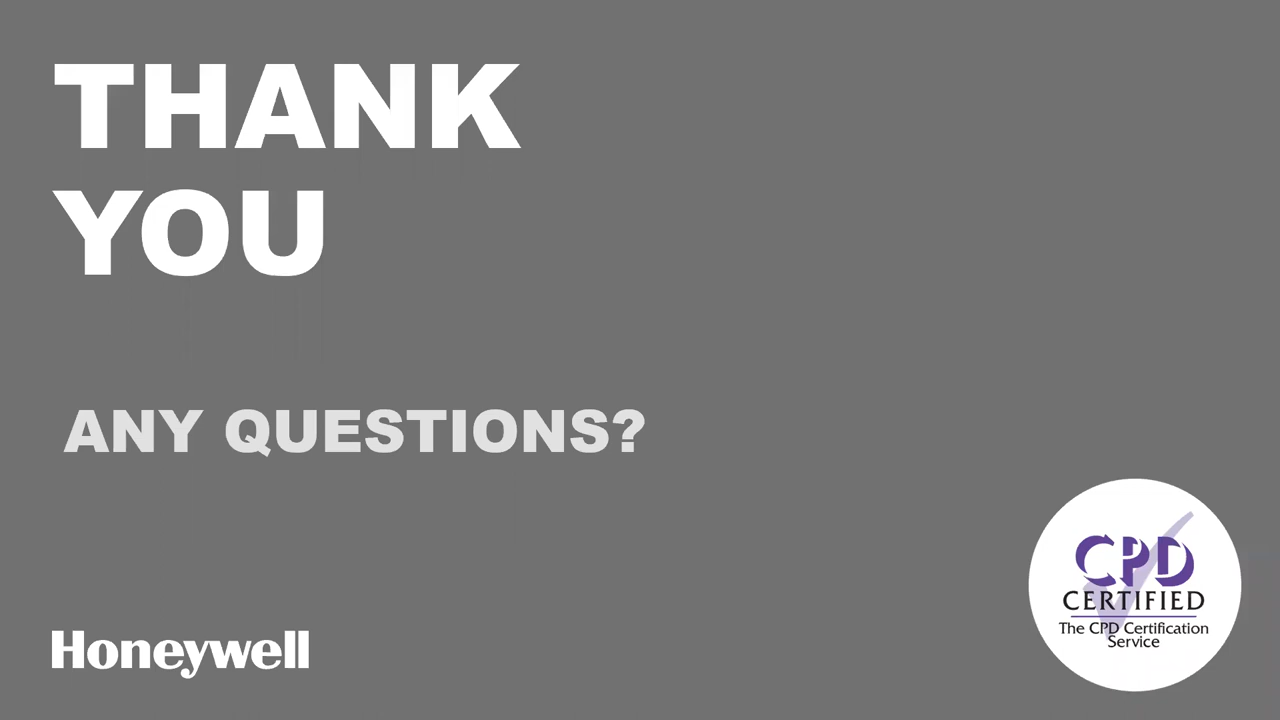 THANK
YOU
ANY QUESTIONS?
Honeywell
CPD
CERTIFIED
The CPD Certification
Service